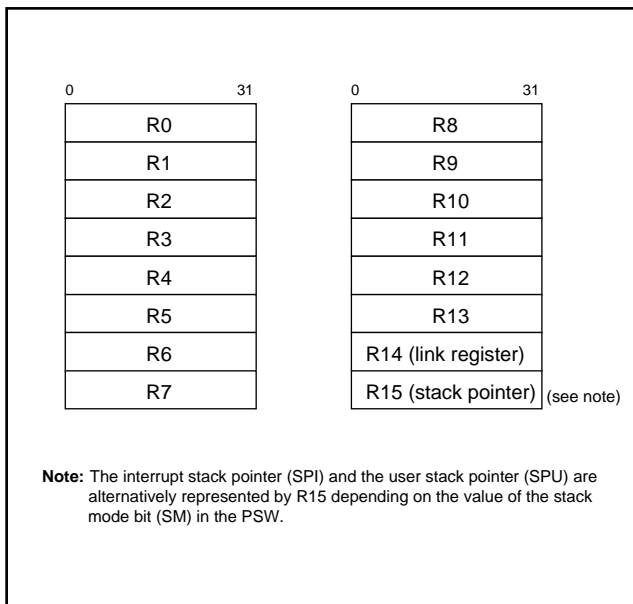 0 31
R0
R1
R2
R3
R4
R5
R6
R7
0 31
R8
R9
R10
R11
R12
R13
R14 (link register)
R15 (stack pointer) (see note)
Note: The interrupt stack pointer (SPI) and the user stack pointer (SPU) are
alternatively represented by R15 depending on the value of the stack
mode bit (SM) in the PSW.